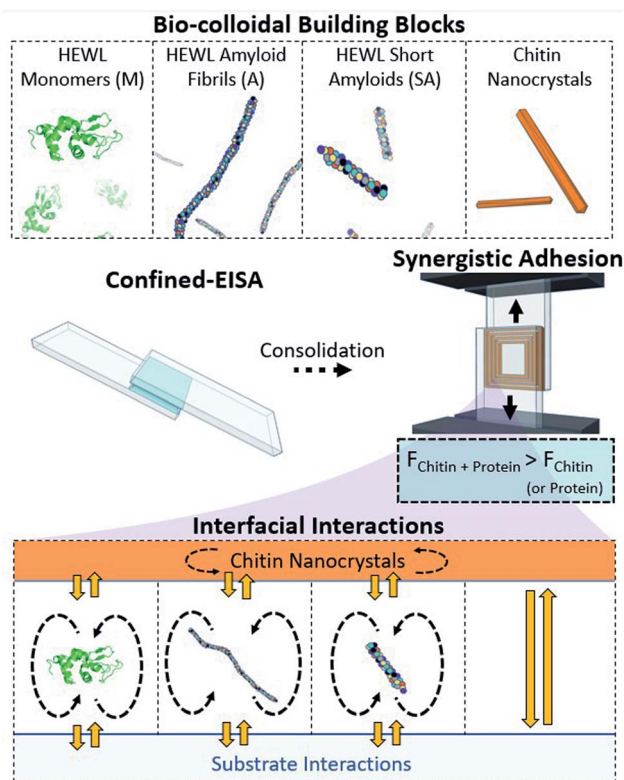 Bio-colloidal Building Blocks
HEWL
Monomers (M)
HEWL Amyloid
Fibrils (A)
HEWL Short
Amyloids (SA)
Chitin
Nanocrystals
Confined-EISA
Synergistic Adhesion
Consolidation
FChitin + Protein > FChitin
(or Protein)
Interfacial Interactions
Chitin Nanocrystals
Substrate Interactions